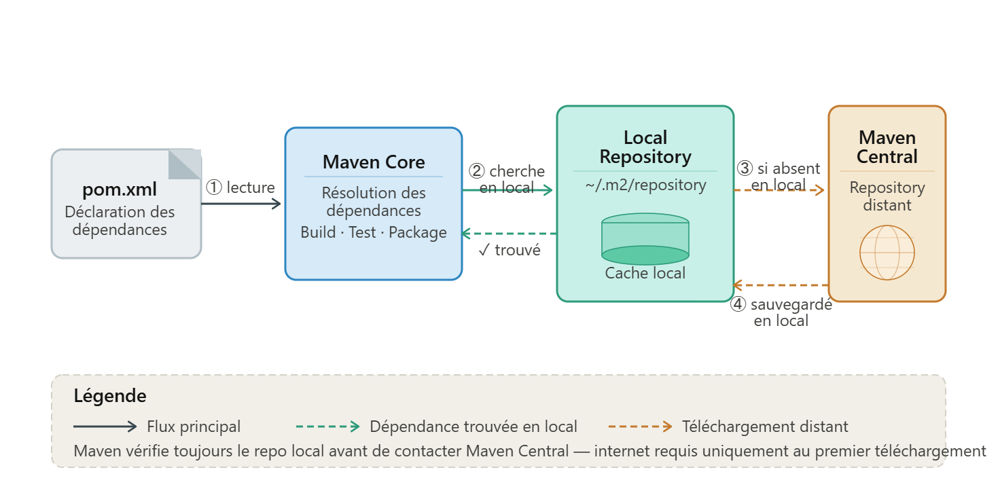 pom.xml
Déclaration des
dépendances
① lecture
Maven Core
Résolution des
dépendances
Build · Test · Package
② cherche
en local
✓ trouvé
Local
Repository
~/.m2/repository
Cache local
③ si absent
en local
④ sauvegardé
en local
Maven
Central
Repository
distant
Légende
Flux principal
Dépendance trouvée en local
Téléchargement distant
Maven vérifie toujours le repo local avant de contacter Maven Central — internet requis uniquement au premier téléchargement